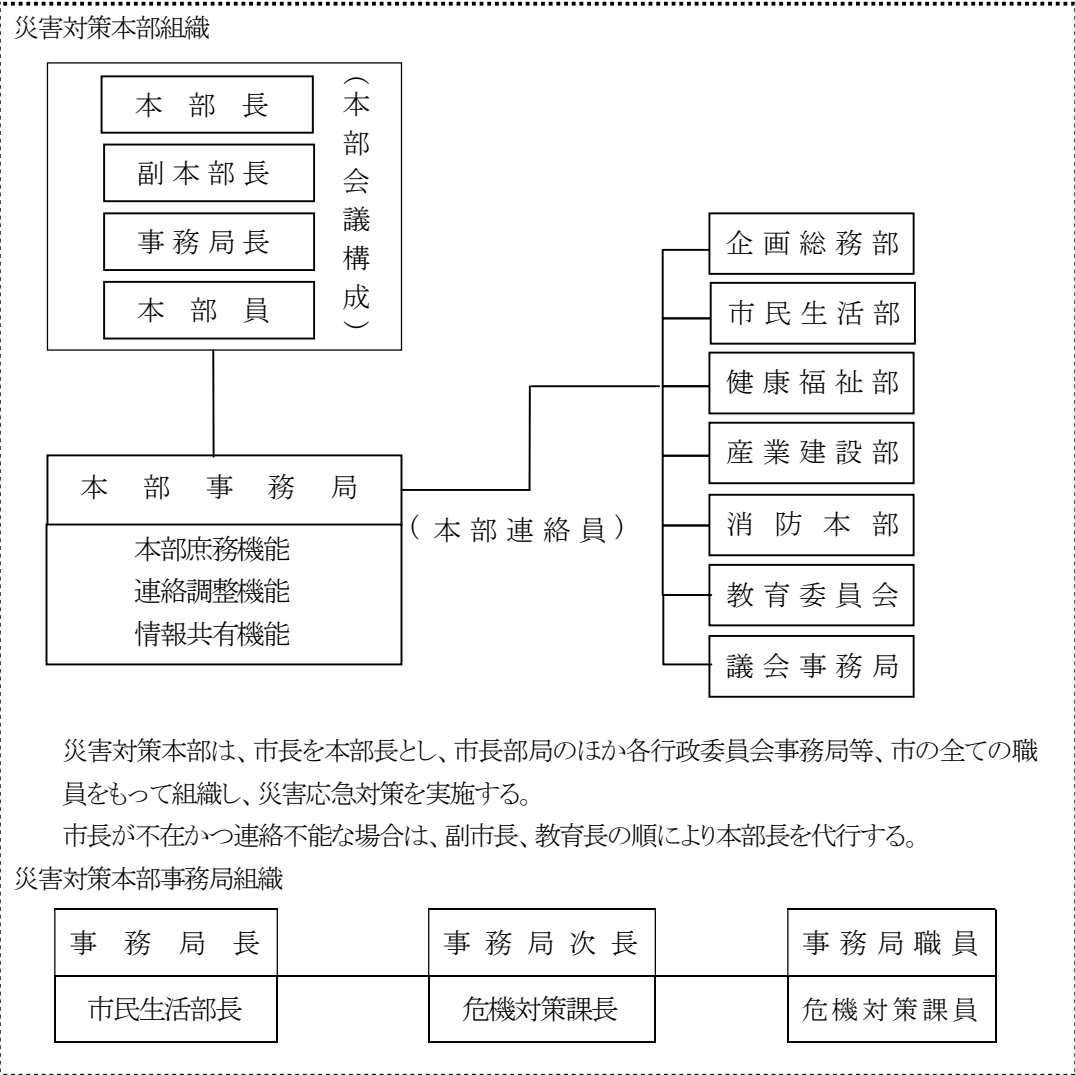 災害対策本部組織
本部長
副本部長
事務局長
本部員
（本部会議構成）
本部事務局
本部庶務機能
連絡調整機能
情報共有機能
（本部連絡員）
企画総務部
市民生活部
健康福祉部
産業建設部
消防本部
教育委員会
議会事務局
災害対策本部は、市長を本部長とし、市長部局のほか各行政委員会事務局等、市の全ての職
員をもって組織し、災害応急対策を実施する。
市長が不在かつ連絡不能な場合は、副市長、教育長の順により本部長を代行する。
災害対策本部事務局組織
事務局長
市民生活部長
事務局次長
危機対策課長
事務局職員
危機対策課員